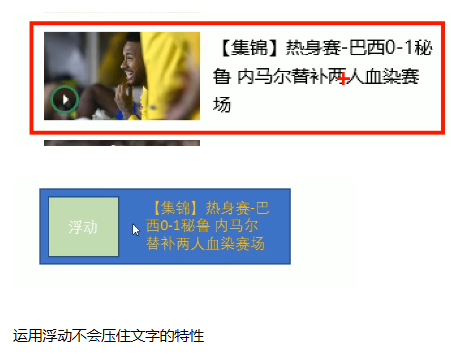 【集锦】热身赛-巴西0-1秘
鲁 内马尔替补两人血染赛
场
浮动
【集锦】热身赛-巴
西0-1秘鲁 内马尔
替补两人血染赛场
运用浮动不会压住文字的特性